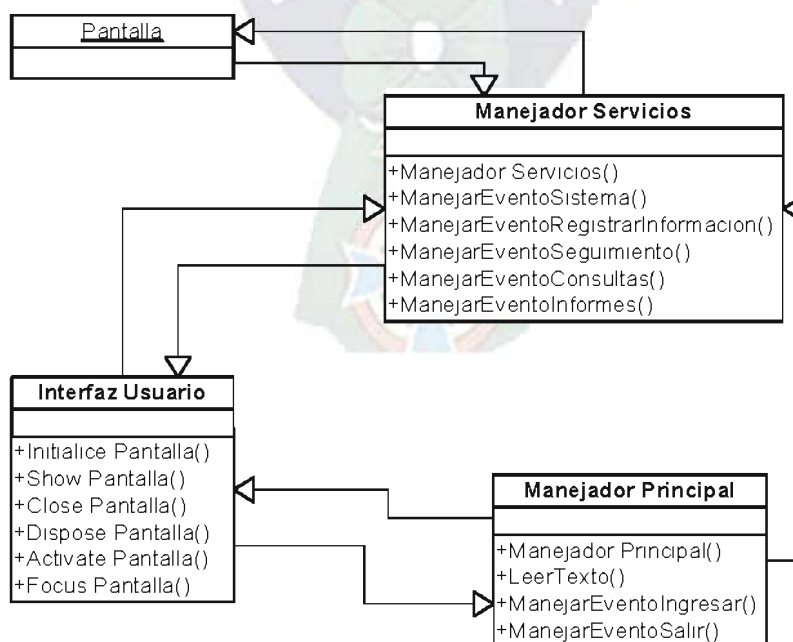 Pantalla
Manejador Servicios
+Manejador Servicios()
+ManejarEventoSistema()
+ManejarEventoRegistrarInformacion()
+ManejarEventoSeguimiento()
+ManejarEventoConsultas()
+ManejarEventoInformes()
Interfaz Usuario
+Initialice Pantalla()
+Show Pantalla()
+Close Pantalla()
+Dispose Pantalla()
+Activate Pantalla()
+Focus Pantalla()
Manejador Principal
+Manejador Principal()
+LeerTexto()
+ManejarEventoIngresar()
+ManejarEventoSalir()